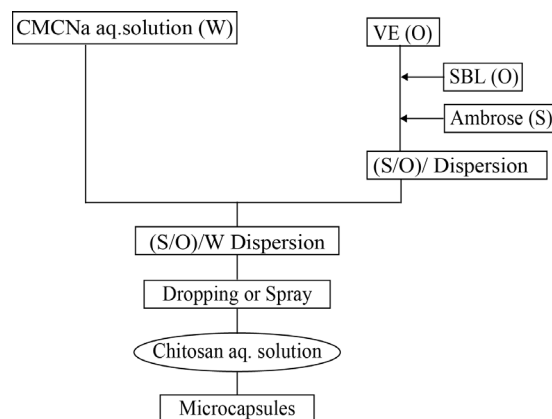 CMCNa aq.solution (W)
VE (O)
SBL (O)
Ambrose (S)
(S/O)/ Dispersion
(S/O)/W Dispersion
Dropping or Spray
Chitosan aq. solution
Microcapsules